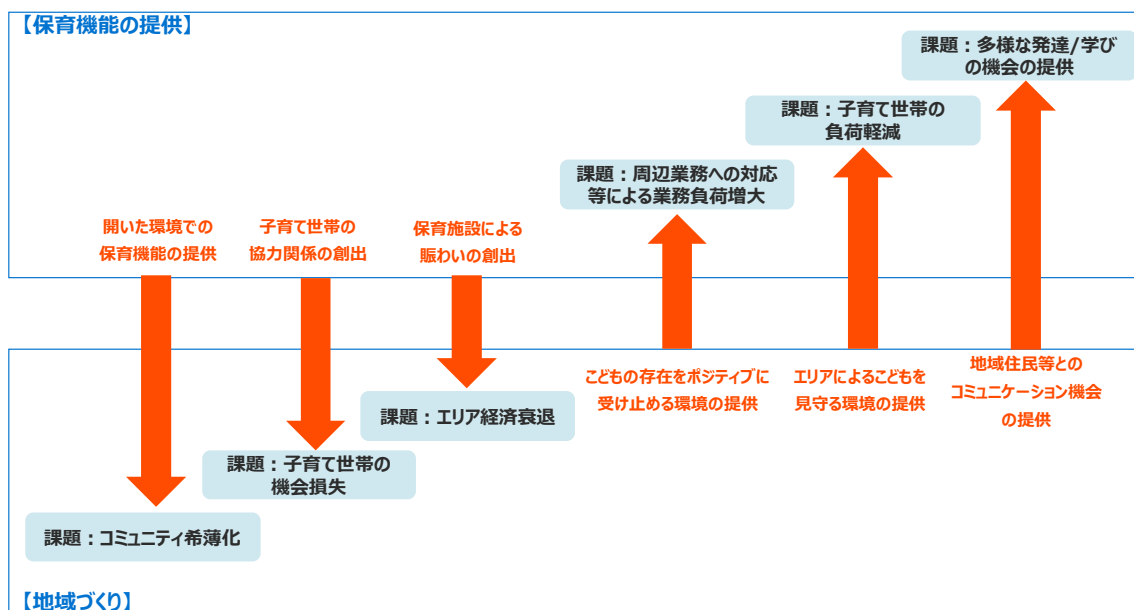 【保育機能の提供】
課題：多様な発達/学び
の機会の提供
課題：子育て世帯の
負荷軽減
課題：周辺業務への対応
等による業務負荷増大
開いた環境での
保育機能の提供
子育て世帯の
協力関係の創出
保育施設による
賑わいの創出
こどもの存在をポジティブに
受け止める環境の提供
エリアによるこどもを
見守る環境の提供
地域住民等との
コミュニケーション機会
の提供
課題：エリア経済衰退
課題：子育て世帯の
機会損失
課題：コミュニティ希薄化
【地域づくり】